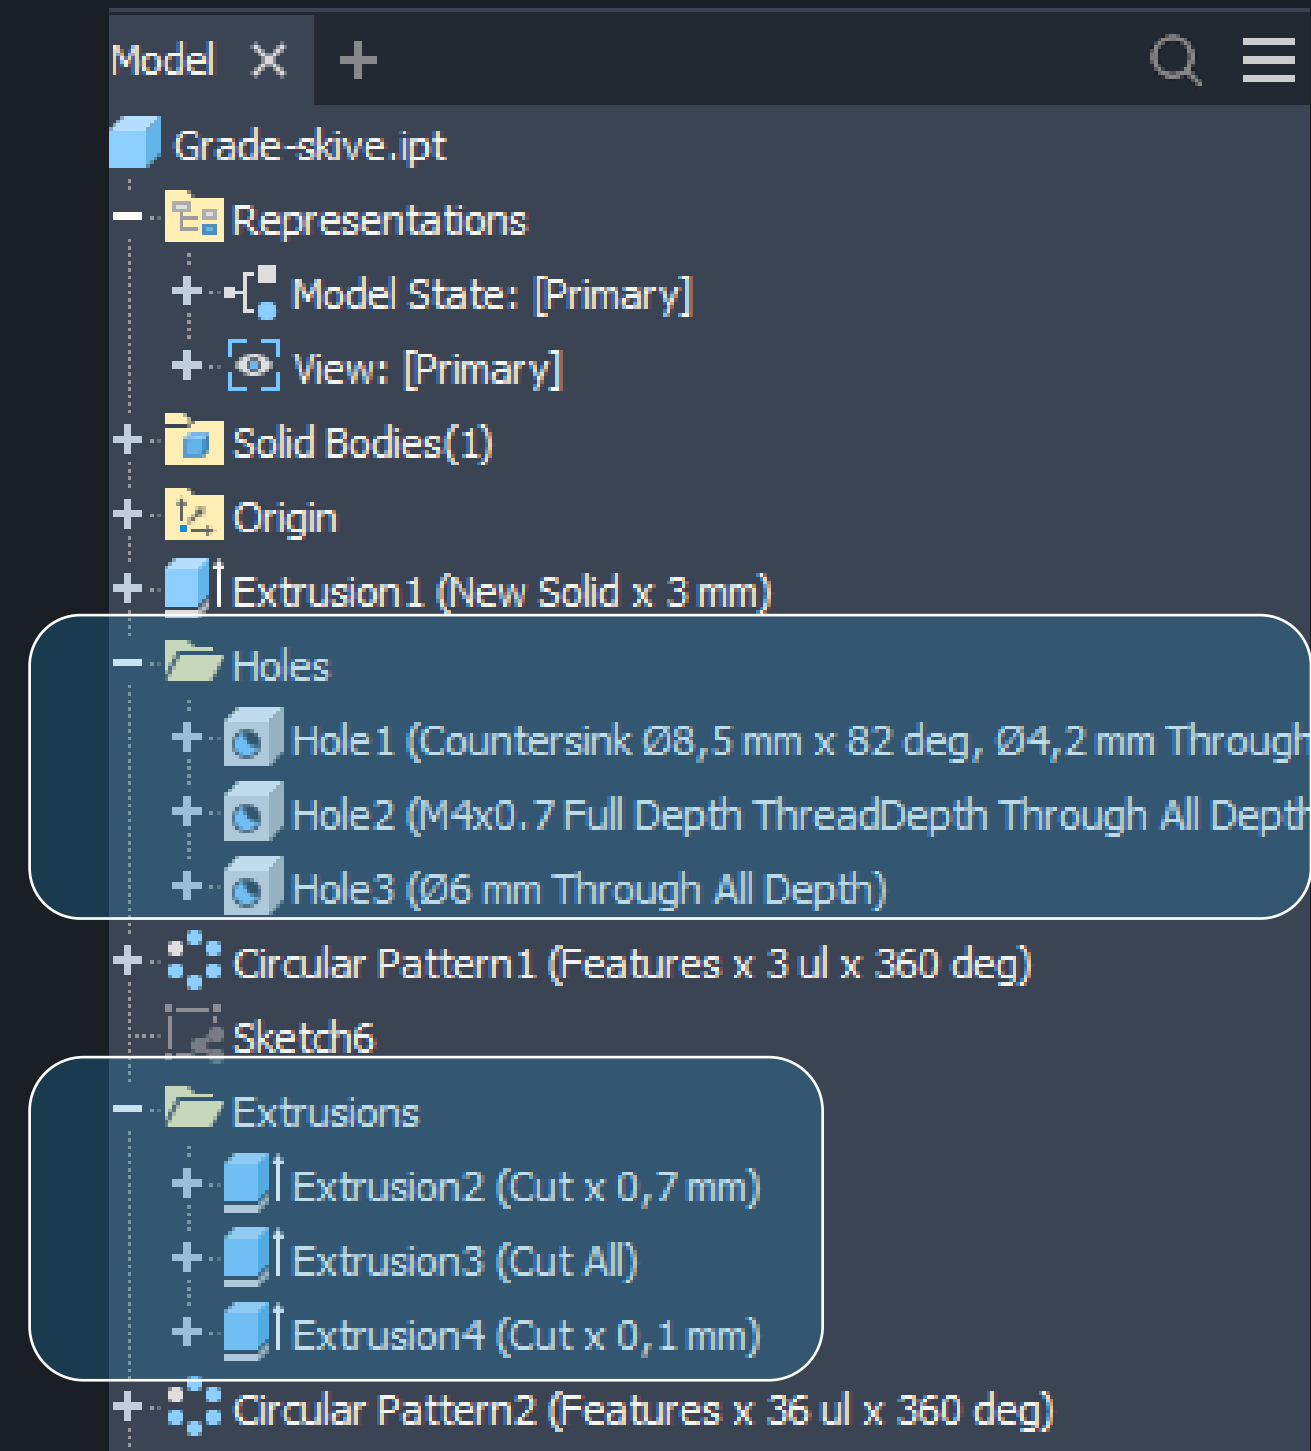 Model
Grade-skive.ipt
Representations
Model State: [Primary]
View: [Primary]
Solid Bodies(1)
Origin
Extrusion1 (New Solid x 3 mm)
Holes
Hole1 (Countersink Ø8,5 mm x 82 deg, Ø4,2 mm Through
Hole2 (M4x0.7 Full Depth ThreadDepth Through All Depth
Hole3 (Ø6 mm Through All Depth)
Circular Pattern1 (Features x 3 ul x 360 deg)
Sketch6
Extrusions
Extrusion2 (Cut x 0,7 mm)
Extrusion3 (Cut All)
Extrusion4 (Cut x 0,1 mm)
Circular Pattern2 (Features x 36 ul x 360 deg)